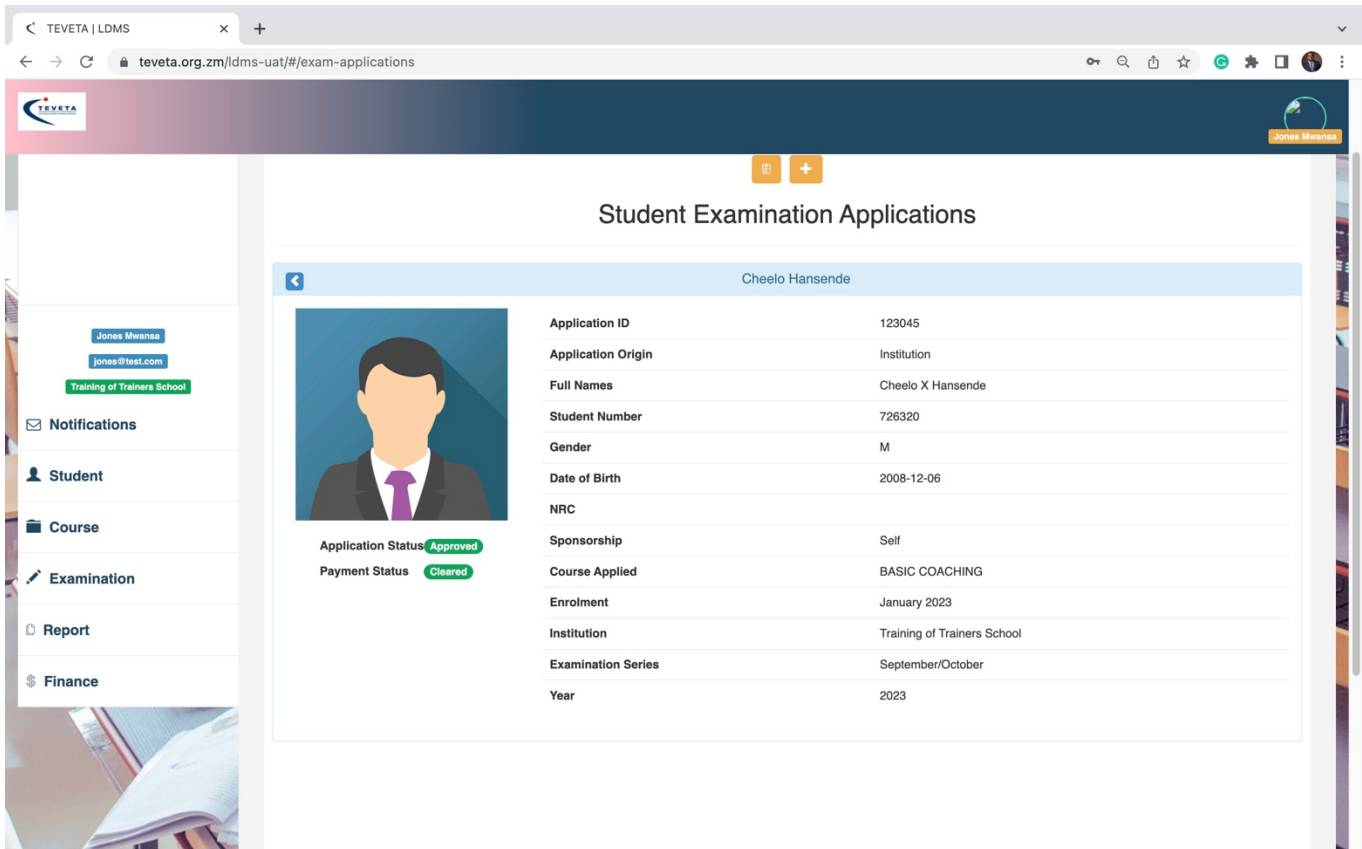 TEVETA | LDMS
teveta.org.zm/ldms-uat/#/exam-applications
TEVETA
Jones Mwansa
Student Examination Applications
Cheelo Hansende
Jones Mwansa
jones@test.com
Training of Trainers School
Notifications
Student
Course
Examination
Report
$ Finance
Application Status Approved
Payment Status Cleared
Application ID 123045
Application Origin Institution
Full Names Cheelo X Hansende
Student Number 726320
Gender M
Date of Birth 2008-12-06
NRC
Sponsorship Self
Course Applied BASIC COACHING
Enrolment January 2023
Institution Training of Trainers School
Examination Series September/October
Year 2023